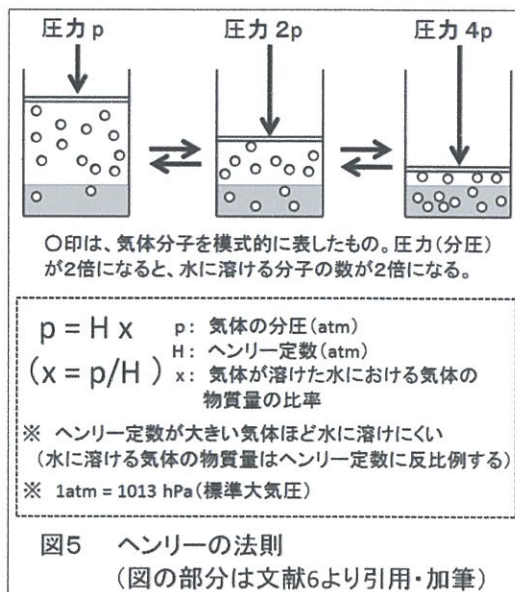 圧力 p 圧力 2p 圧力 4p
〇印は、気体分子を模式的に表したもの。圧力(分圧)
が2倍になると、水に溶ける分子の数が2倍になる。
p = H x p: 気体の分圧(atm)
(x = p/H) H: ヘンリー定数(atm)
x: 気体が溶けた水における気体の
物質量の比率
※ ヘンリー定数が大きい気体ほど水に溶けにくい
(水に溶ける気体の物質量はヘンリー定数に反比例する)
※ 1atm = 1013 hPa(標準大気圧)
図5 ヘンリーの法則
(図の部分は文献6より引用・加筆)